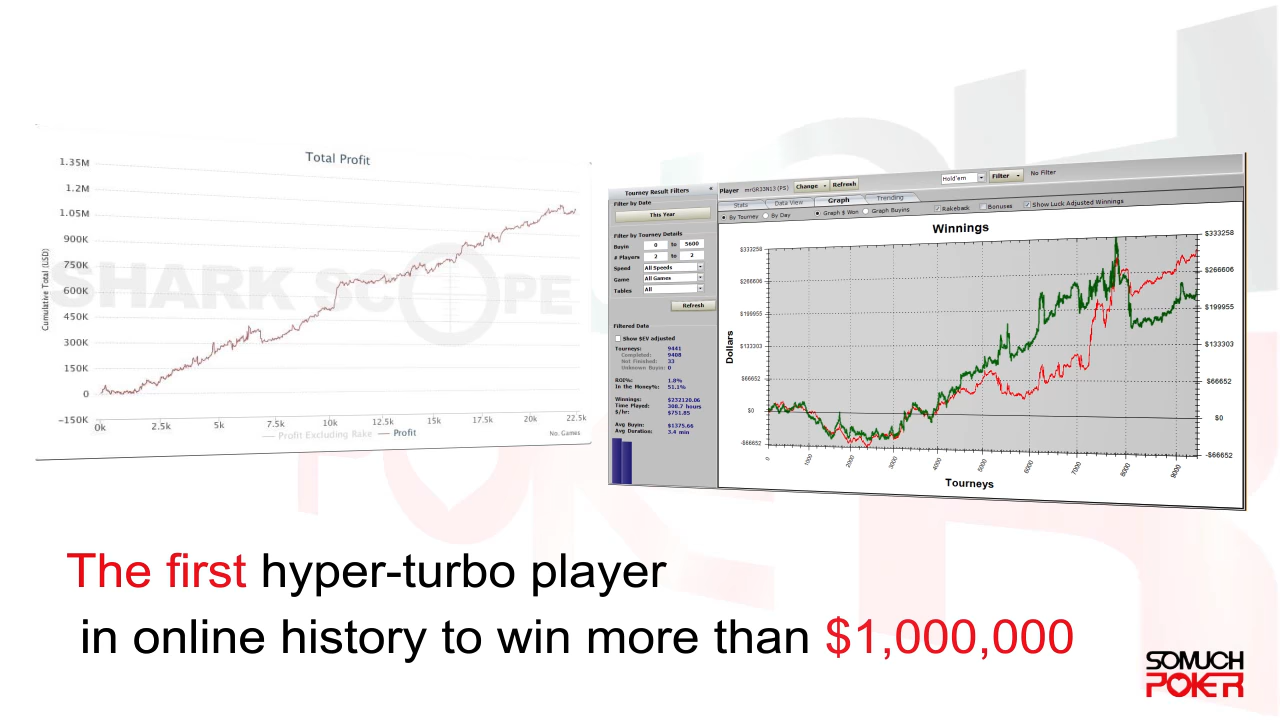 Total Profit
1.35M
1.2M
1.05M
900K
750K
600K
450K
300K
150K
0
−150K
Cumulative Total (USD)
SHARK SCOPE
0k 2.5k 5k 7.5k 10k 12.5k 15k 17.5k 20k 22.5k
Profit Excluding Rake Profit
No. Games
Tourney Result Filters
Filter by Date
This Year
Filter by Tourney Details
Buyin 0 to 5600
# Players 2 to 2
Speed All Speeds
Game All Games
Tables All
Refresh
Filtered Data
Show $EV adjusted
Tourneys: 9441
Completed: 9408
Not Finished: 33
Unknown Buyin: 0
ROI%: 1.8%
In the Money%: 51.1%
Winnings: $232120.06
Time Played: 308.7 hours
$/hr: $751.85
Avg Buyin: $1375.66
Avg Duration: 3.4 min
Player mrGR33N13 (PS) Change Refresh Hold'em Filter No Filter
Stats Data View Graph Trending
By Tourney By Day Graph $ Won Graph Buyins Rakeback Bonuses Show Luck Adjusted Winnings
Winnings
$333258
$266606
$199955
$133303
$66652
$0
-$66652
Dollars
$333258
$266606
$199955
$133303
$66652
$0
-$66652
0 1000 2000 3000 4000 5000 6000 7000 8000 9000
Tourneys
The first hyper-turbo player
in online history to win more than $1,000,000
SOMUCH
POKER